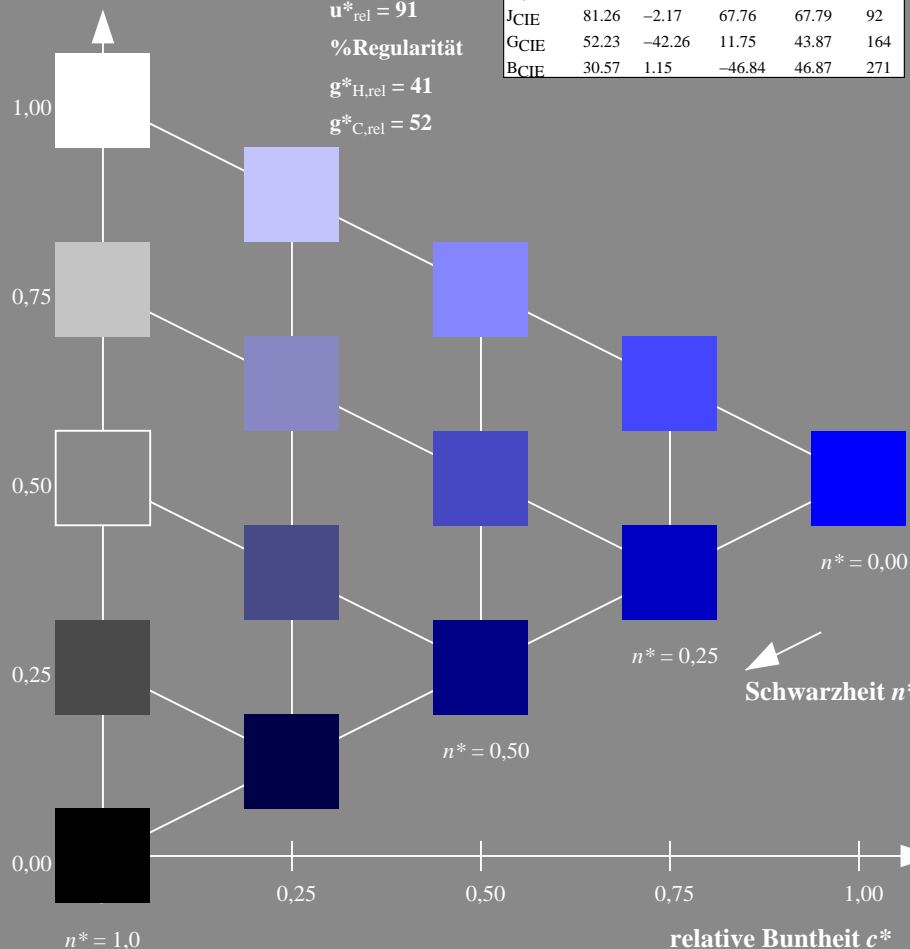 u*rel = 91
%Regularität
g*H,rel = 41
g*C,rel = 52
JCIE 81.26 −2.17 67.76 67.79 92
GCIE 52.23 −42.26 11.75 43.87 164
BCIE 30.57 1.15 −46.84 46.87 271
1,00
0,75
0,50
0,25
0,00
n* = 0,00
n* = 0,25
Schwarzheit n*
n* = 0,50
0,25 0,50 0,75 1,00
n* = 1,0
relative Buntheit c*